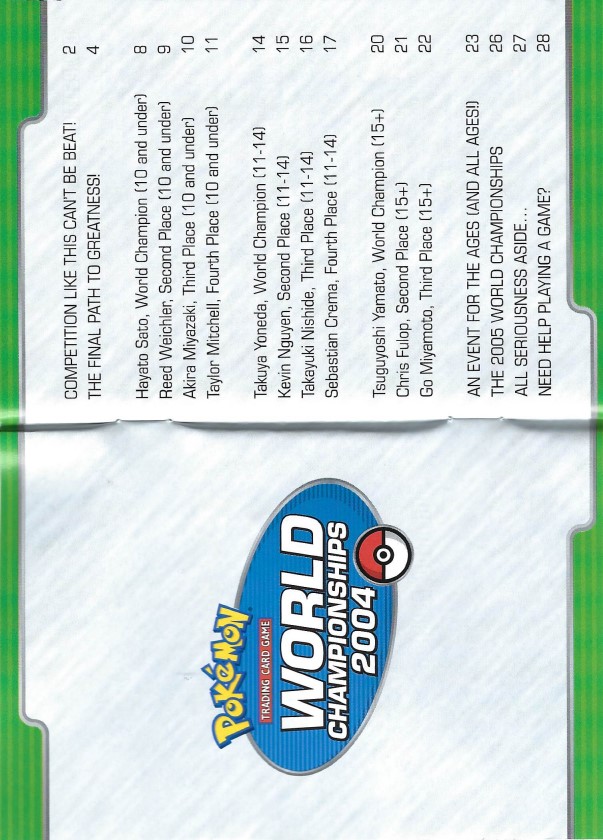 Pokémon
TRADING CARD GAME
WORLD
CHAMPIONSHIPS
2004
COMPETITION LIKE THIS CAN'T BE BEAT! 2
THE FINAL PATH TO GREATNESS! 4
Hayato Sato, World Champion (10 and under) 8
Reed Weichler, Second Place (10 and under) 9
Akira Miyazaki, Third Place (10 and under) 10
Taylor Mitchell, Fourth Place (10 and under) 11
Takuya Yoneda, World Champion (11-14) 14
Kevin Nguyen, Second Place (11-14) 15
Takayuki Nishide, Third Place (11-14) 16
Sebastian Crema, Fourth Place (11-14) 17
Tsuguyoshi Yamato, World Champion (15+) 20
Chris Fulop, Second Place (15+) 21
Go Miyamoto, Third Place (15+) 22
AN EVENT FOR THE AGES (AND ALL AGES!) 23
THE 2005 WORLD CHAMPIONSHIPS 26
ALL SERIOUSNESS ASIDE... 27
NEED HELP PLAYING A GAME? 28